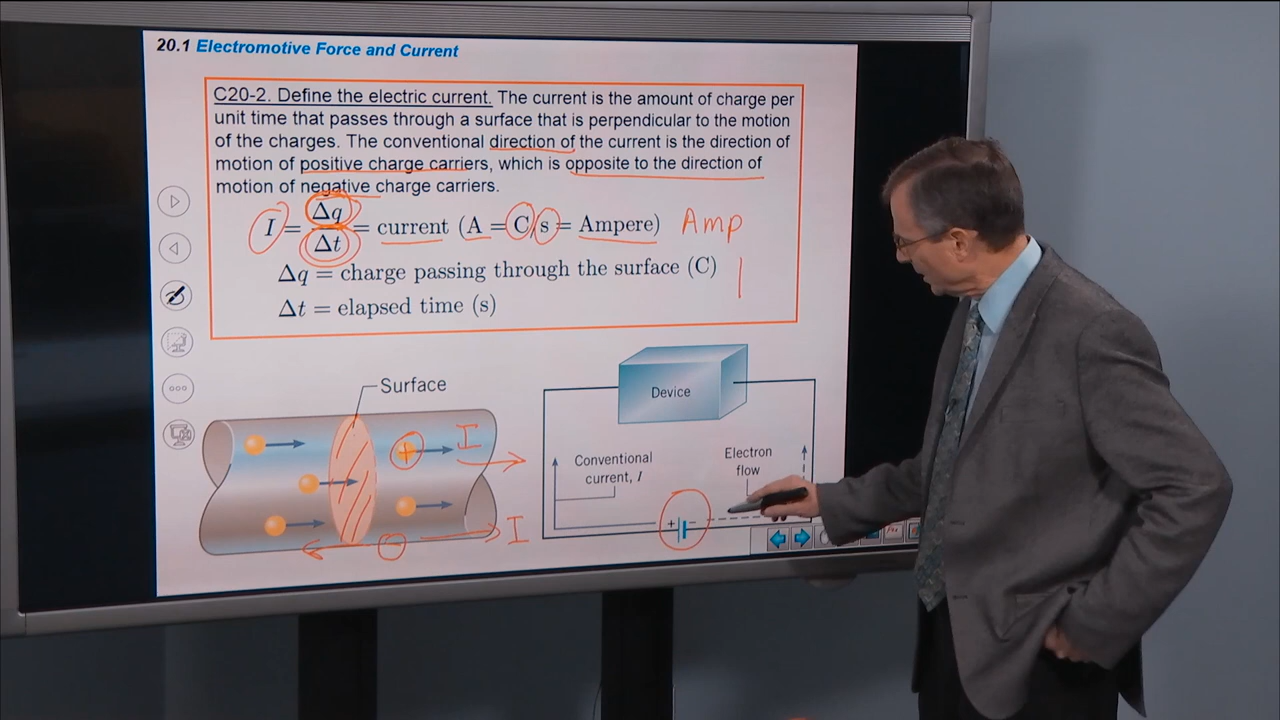 20.1 Electromotive Force and Current
C20-2. Define the electric current. The current is the amount of charge per
unit time that passes through a surface that is perpendicular to the motion
of the charges. The conventional direction of the current is the direction of
motion of positive charge carriers, which is opposite to the direction of
motion of negative charge carriers.
I = Δq / Δt = current (A = C/s = Ampere) Amp
Δq = charge passing through the surface (C)
Δt = elapsed time (s)
Surface
+ I
- I
Device
Conventional
current, I
Electron
flow
+ -